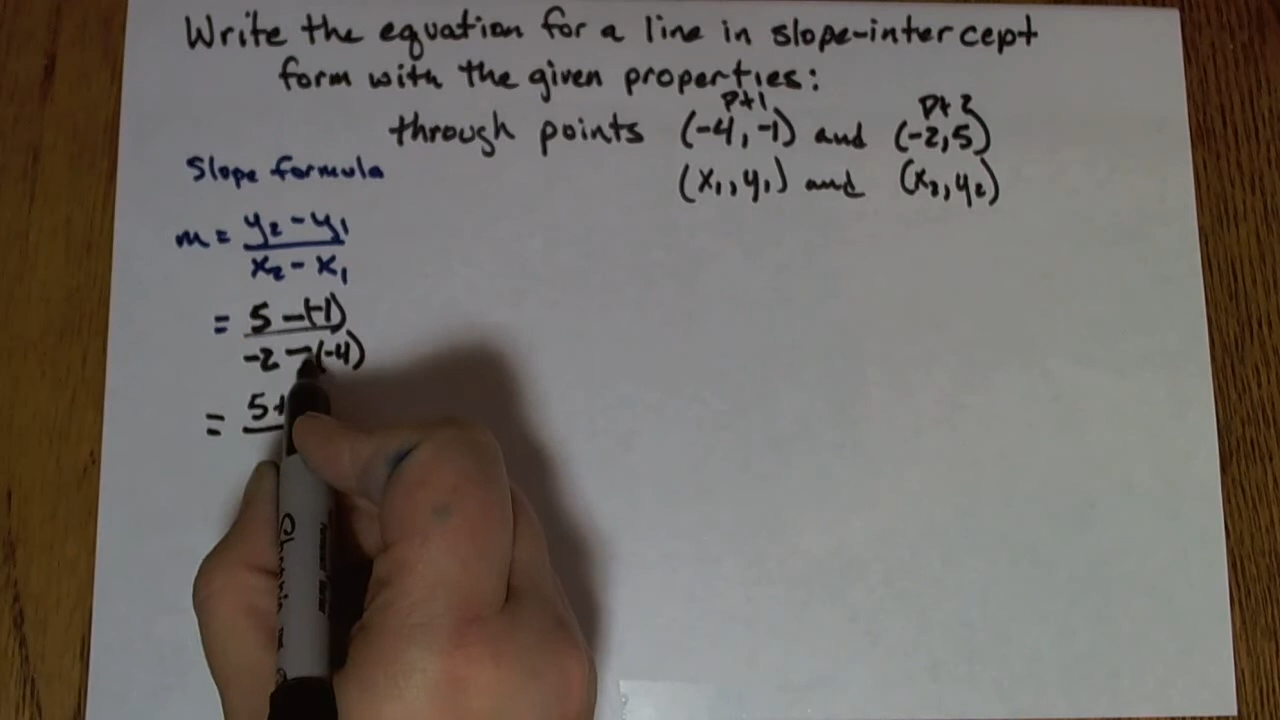 Write the equation for a line in slope-intercept
form with the given properties:
pt 1 pt 2
through points (-4, -1) and (-2, 5)
(x₁, y₁) and (x₂, y₂)
Slope formula
m = y₂ - y₁
x₂ - x₁
= 5 - (-1)
-2 - (-4)
= 5+
Sharpie